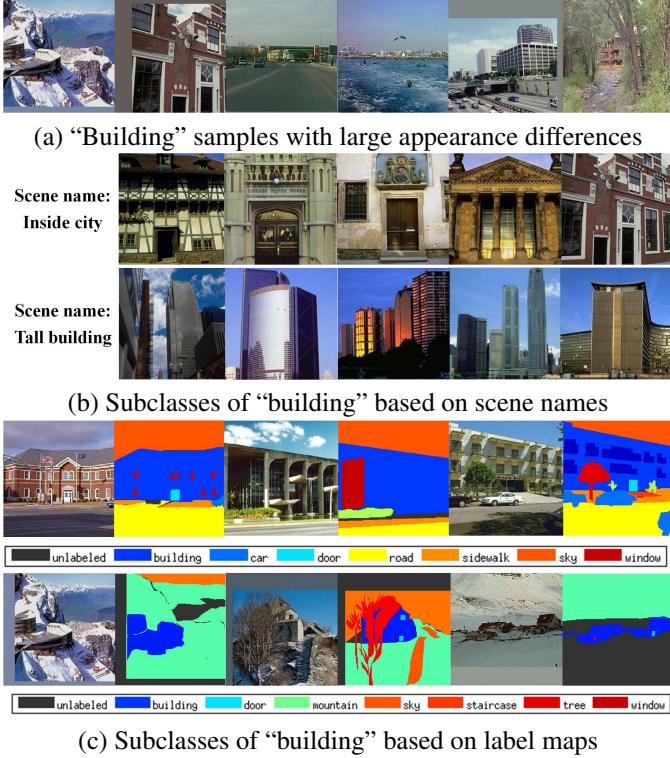 (a) “Building” samples with large appearance differences
Scene name:
Inside city
Scene name:
Tall building
(b) Subclasses of “building” based on scene names
unlabeled building car door road sidewalk sky window
unlabeled building door mountain sky staircase tree window
(c) Subclasses of “building” based on label maps